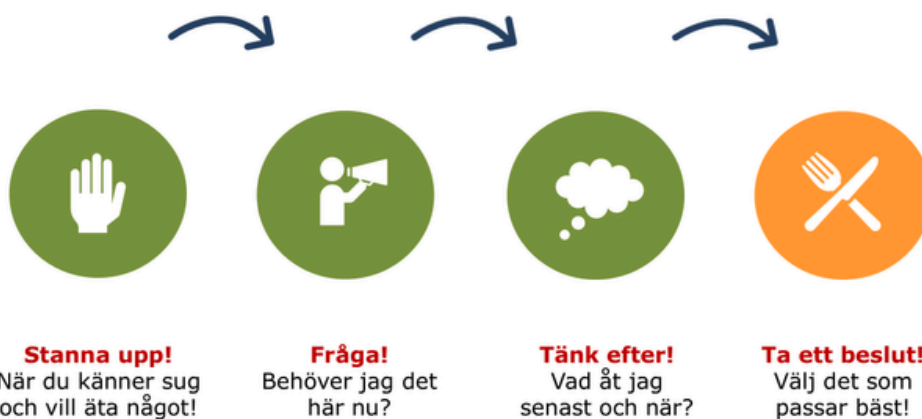 Stanna upp!
När du känner sug
och vill äta något!
Fråga!
Behöver jag det
här nu?
Tänk efter!
Vad åt jag
senast och när?
Ta ett beslut!
Välj det som
passar bäst!